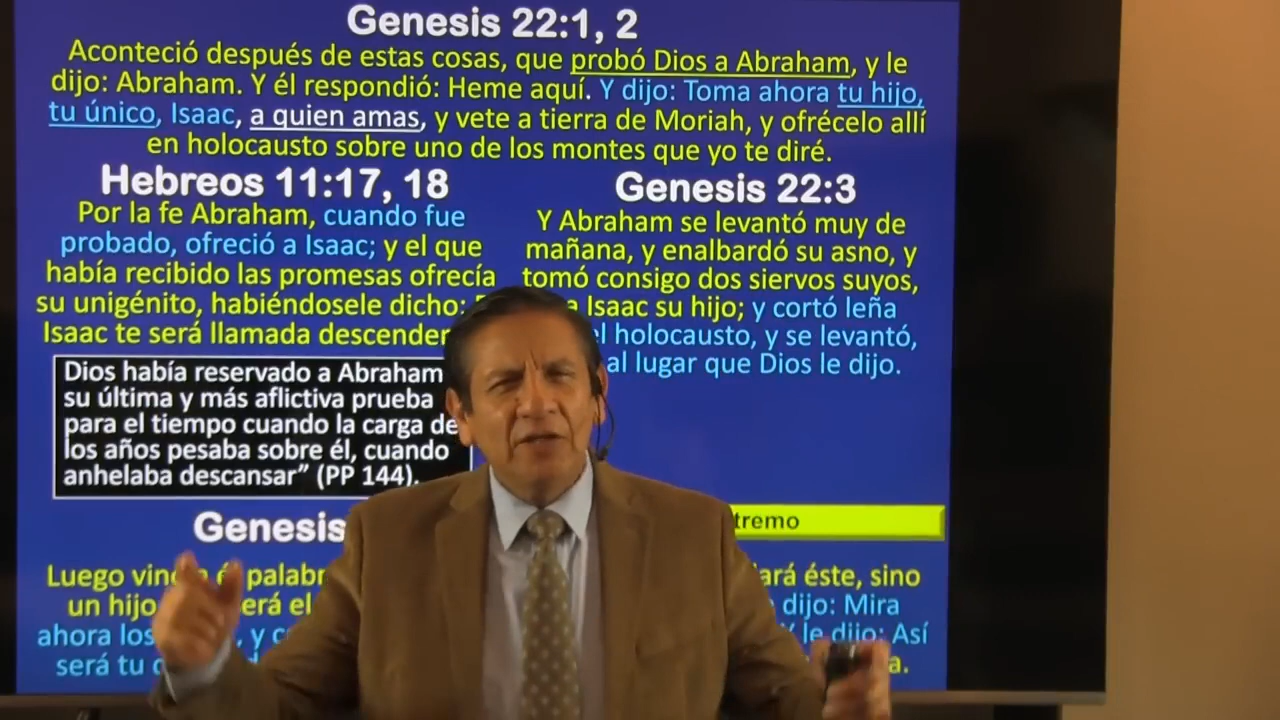 Genesis 22:1, 2
Aconteció después de estas cosas, que probó Dios a Abraham, y le
dijo: Abraham. Y él respondió: Heme aquí. Y dijo: Toma ahora tu hijo,
tu único, Isaac, a quien amas, y vete a tierra de Moriah, y ofrécelo allí
en holocausto sobre uno de los montes que yo te diré.
Hebreos 11:17, 18
Por la fe Abraham, cuando fue
probado, ofreció a Isaac; y el que
había recibido las promesas ofrecía
su unigénito, habiéndosele dicho:
Isaac te será llamada
Genesis 22:3
Y Abraham se levantó muy de
mañana, y enalbardó su asno, y
tomó consigo dos siervos suyos,
Isaac su hijo; y cortó leña
el holocausto, y se levantó,
al lugar que Dios le dijo.
Dios había reservado a Abraham
su última y más aflictiva prueba
para el tiempo cuando la carga de
los años pesaba sobre él, cuando
anhelaba descansar” (PP 144).
tremo
Genesis
Luego éste, sino
un hijo el dijo: Mira
ahora los y le dijo: Así
será tu